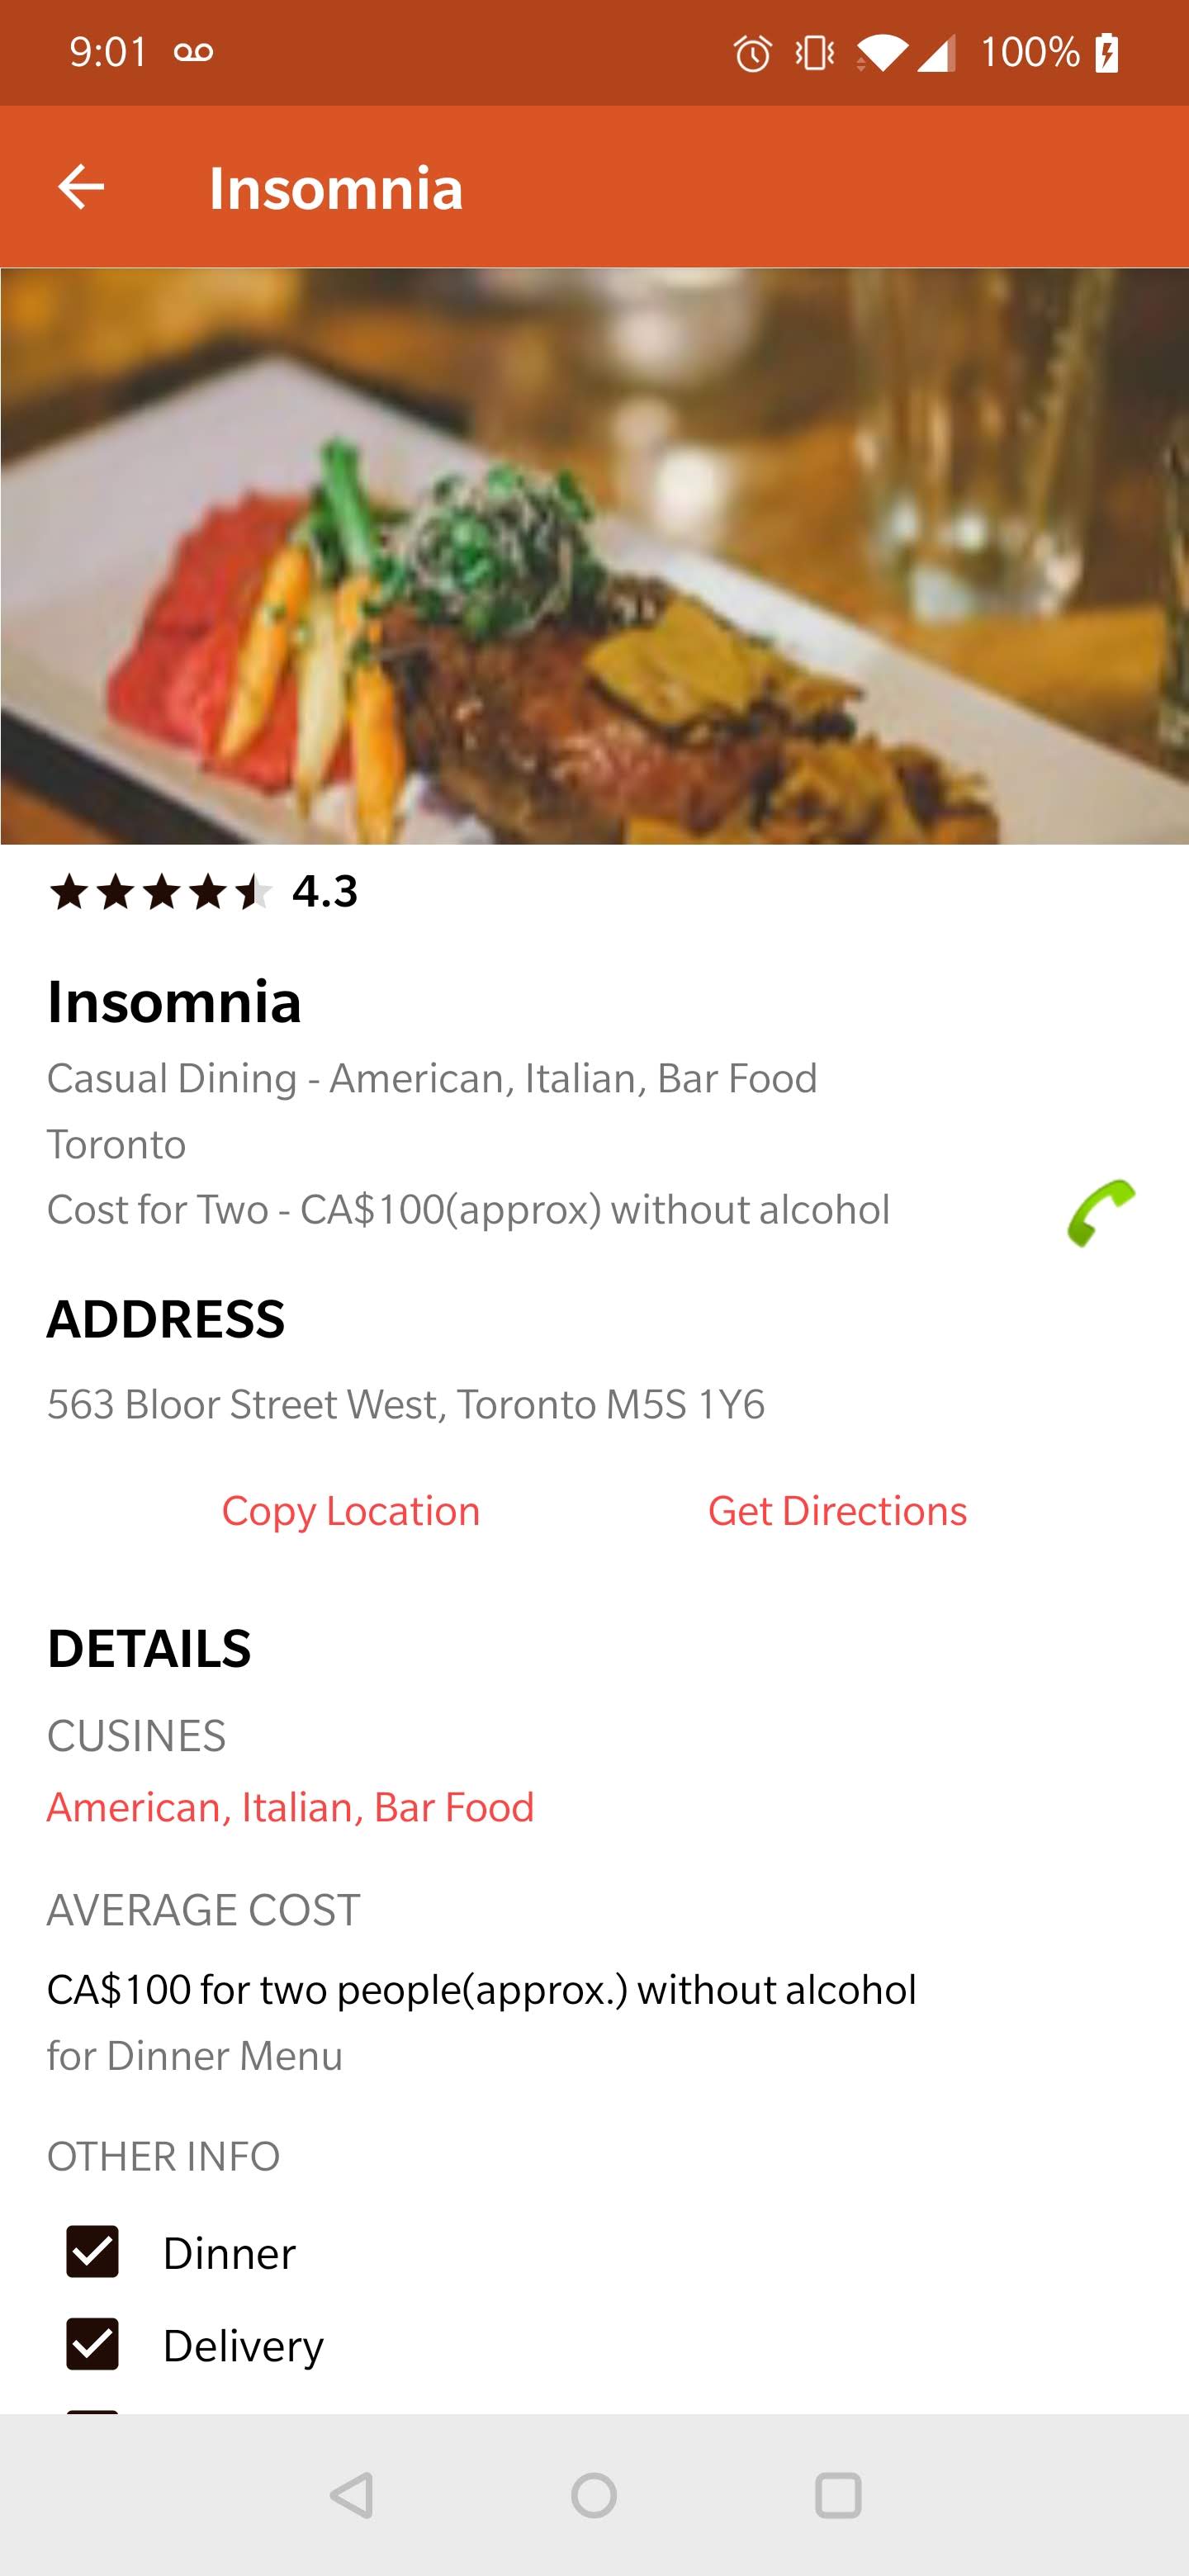 9:01
100%
Insomnia
4.3
Insomnia
Casual Dining - American, Italian, Bar Food
Toronto
Cost for Two - CA$100(approx) without alcohol
ADDRESS
563 Bloor Street West, Toronto M5S 1Y6
Copy Location
Get Directions
DETAILS
CUSINES
American, Italian, Bar Food
AVERAGE COST
CA$100 for two people(approx.) without alcohol
for Dinner Menu
OTHER INFO
Dinner
Delivery